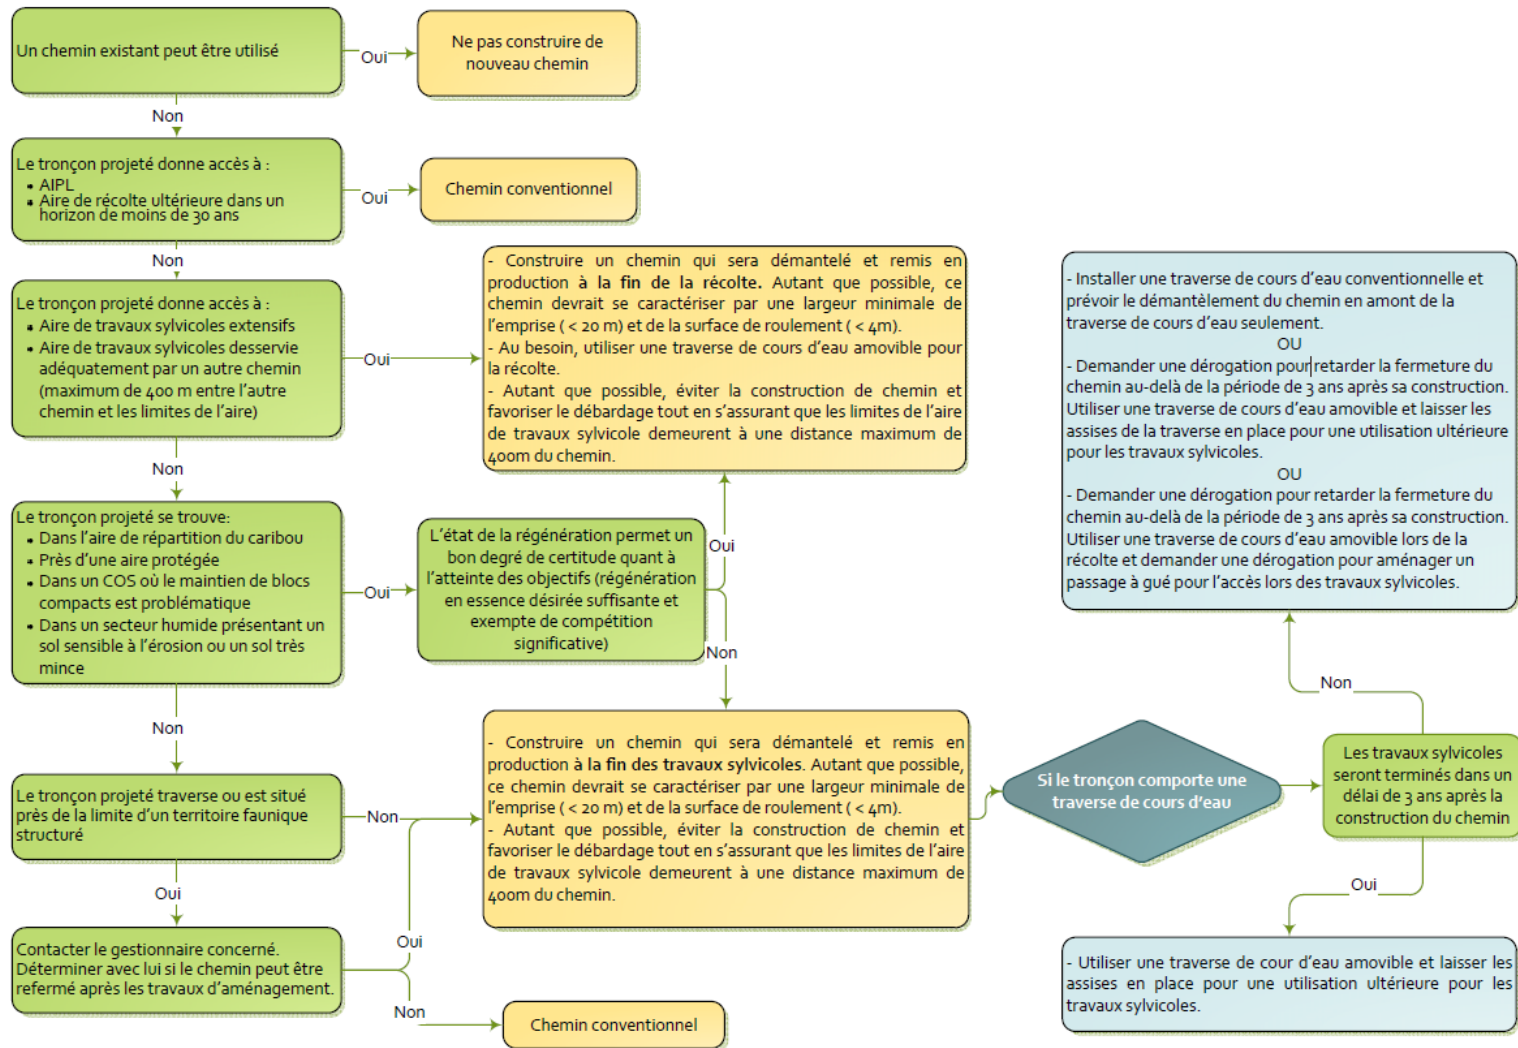 Un chemin existant peut être utilisé
Oui
Ne pas construire de
nouveau chemin
Non
Le tronçon projeté donne accès à :
• AIPL
• Aire de récolte ultérieure dans un
horizon de moins de 30 ans
Oui
Chemin conventionnel
Non
Le tronçon projeté donne accès à :
• Aire de travaux sylvicoles extensifs
• Aire de travaux sylvicoles desservie
adéquatement par un autre chemin
(maximum de 400 m entre l'autre
chemin et les limites de l'aire)
Oui
- Construire un chemin qui sera démantelé et remis en
production à la fin de la récolte. Autant que possible, ce
chemin devrait se caractériser par une largeur minimale de
l'emprise ( < 20 m) et de la surface de roulement ( < 4m).
- Au besoin, utiliser une traverse de cours d'eau amovible pour
la récolte.
- Autant que possible, éviter la construction de chemin et
favoriser le débardage tout en s'assurant que les limites de l'aire
de travaux sylvicole demeurent à une distance maximum de
400m du chemin.
Non
Le tronçon projeté se trouve:
• Dans l'aire de répartition du caribou
• Près d'une aire protégée
• Dans un COS où le maintien de blocs
compacts est problématique
• Dans un secteur humide présentant un
sol sensible à l'érosion ou un sol très
mince
Oui
L'état de la régénération permet un
bon degré de certitude quant à
l'atteinte des objectifs (régénération
en essence désirée suffisante et
exempte de compétition
significative)
Oui
Non
Non
Le tronçon projeté traverse ou est situé
près de la limite d'un territoire faunique
structuré
Non
Oui
Contacter le gestionnaire concerné.
Déterminer avec lui si le chemin peut être
refermé après les travaux d'aménagement.
Oui
Non
Chemin conventionnel
- Construire un chemin qui sera démantelé et remis en
production à la fin des travaux sylvicoles. Autant que possible,
ce chemin devrait se caractériser par une largeur minimale de
l'emprise ( < 20 m) et de la surface de roulement ( < 4m).
- Autant que possible, éviter la construction de chemin et
favoriser le débardage tout en s'assurant que les limites de l'aire
de travaux sylvicole demeurent à une distance maximum de
400m du chemin.
Si le tronçon comporte une
traverse de cours d'eau
Les travaux sylvicoles
seront terminés dans un
délai de 3 ans après la
construction du chemin
Non
- Installer une traverse de cours d'eau conventionnelle et
prévoir le démantèlement du chemin en amont de la
traverse de cours d'eau seulement.
OU
- Demander une dérogation pour retarder la fermeture du
chemin au-delà de la période de 3 ans après sa construction.
Utiliser une traverse de cours d'eau amovible et laisser les
assises de la traverse en place pour une utilisation ultérieure
pour les travaux sylvicoles.
OU
- Demander une dérogation pour retarder la fermeture du
chemin au-delà de la période de 3 ans après sa construction.
Utiliser une traverse de cours d'eau amovible lors de la
récolte et demander une dérogation pour aménager un
passage à gué pour l'accès lors des travaux sylvicoles.
Oui
- Utiliser une traverse de cour d'eau amovible et laisser les
assises en place pour une utilisation ultérieure pour les
travaux sylvicoles.